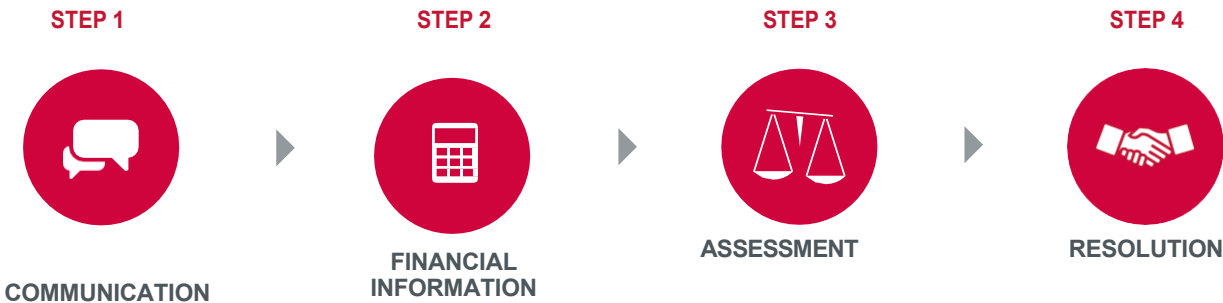 STEP 1
STEP 2
STEP 3
STEP 4
COMMUNICATION
FINANCIAL
INFORMATION
ASSESSMENT
RESOLUTION